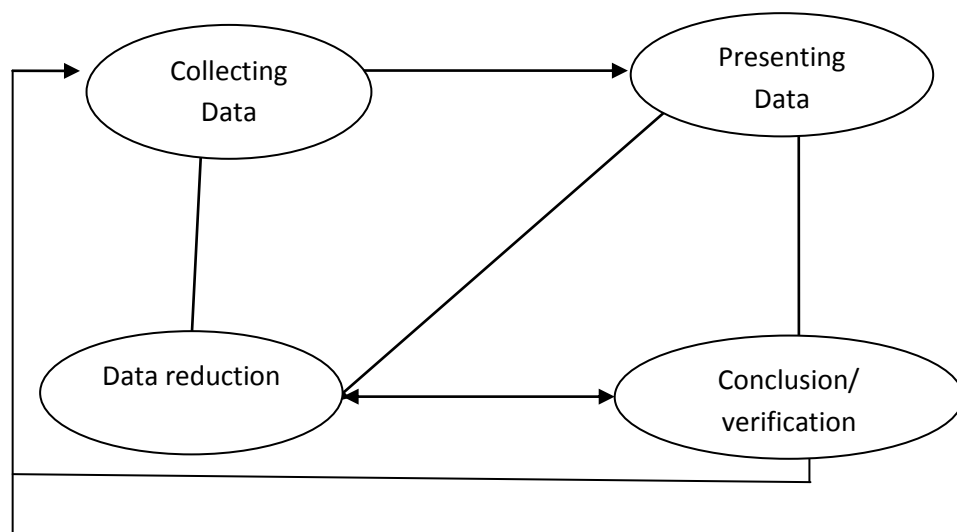 Collecting
Data
Presenting
Data
Data reduction
Conclusion/
verification